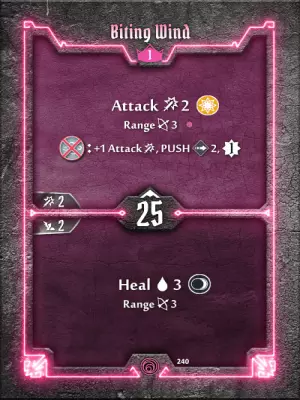 Biting Wind
1
Attack 2
Range 3
: +1 Attack, PUSH 2, 1
2
25
2
Heal 3
Range 3
240